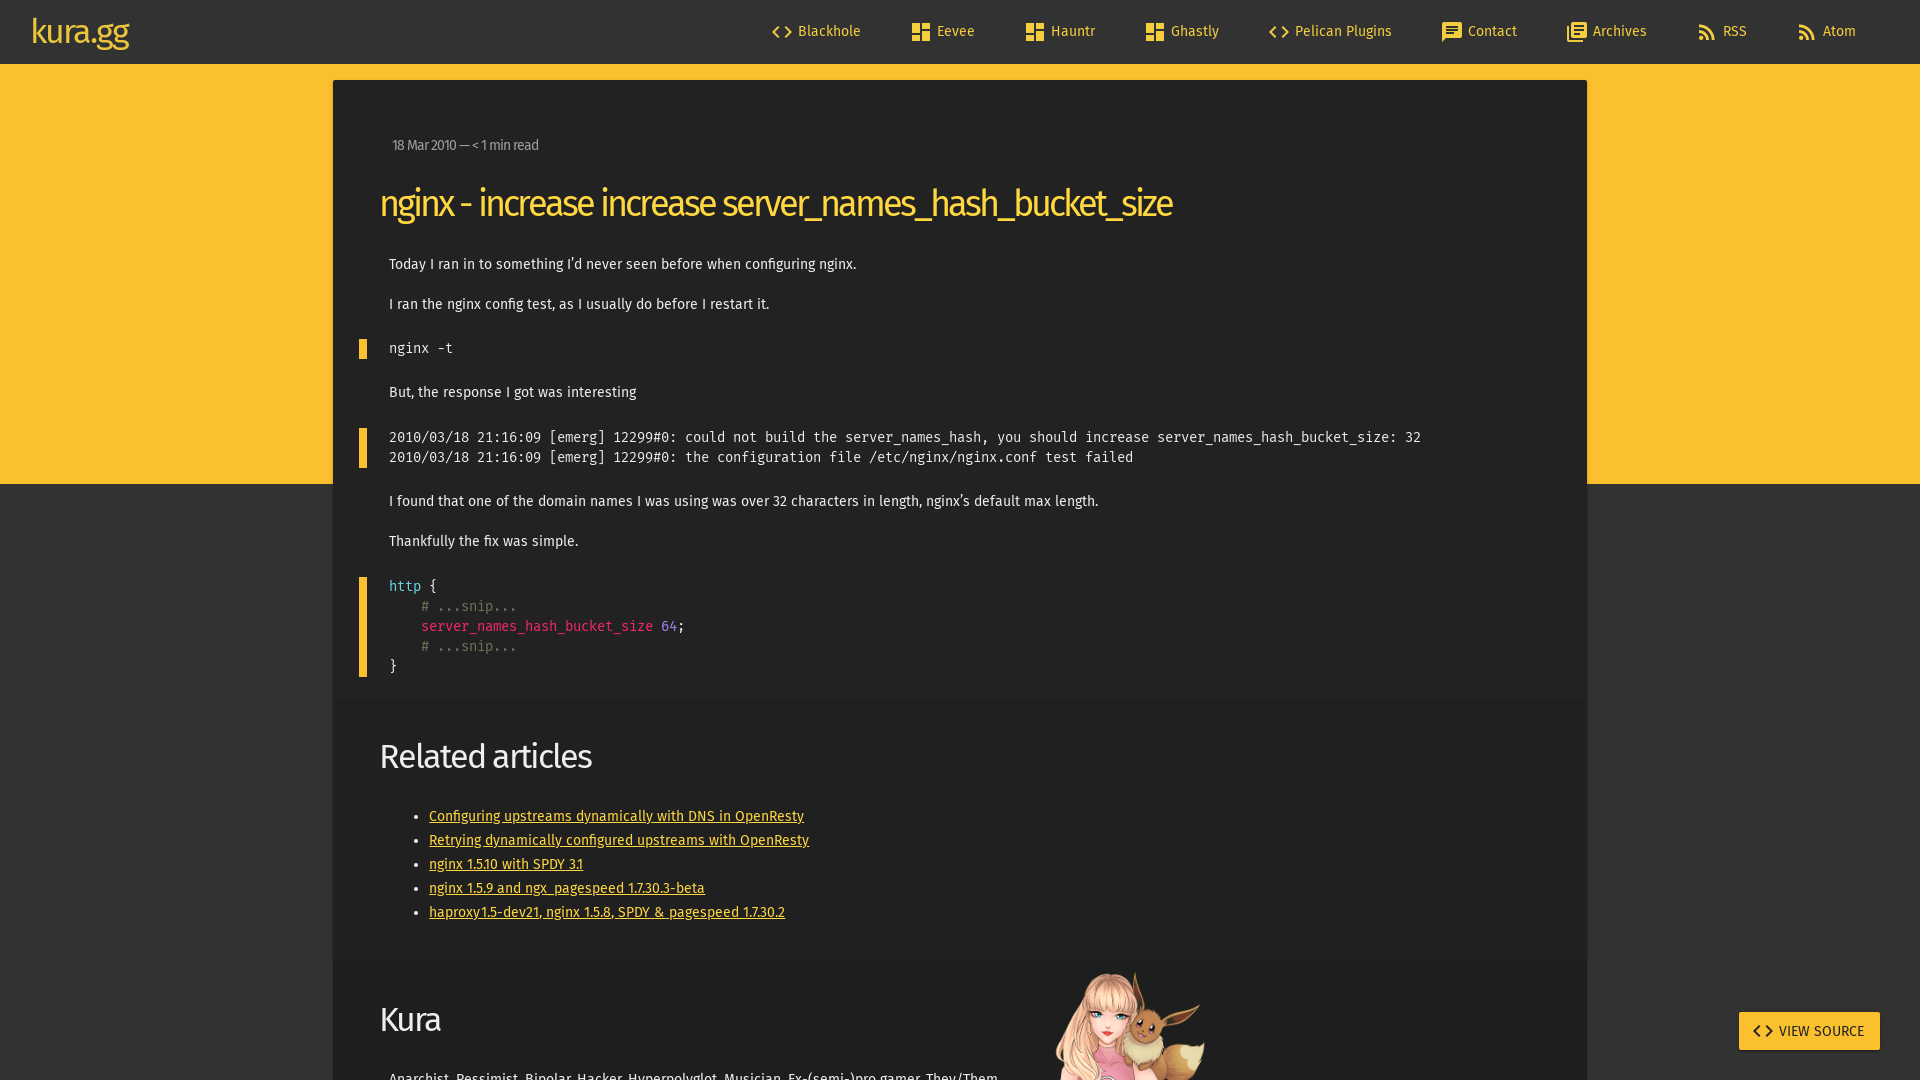 kura.gg
Blackhole
Eevee
Hauntr
Ghastly
Pelican Plugins
Contact
Archives
RSS
Atom
18 Mar 2010 — < 1 min read
nginx - increase increase server_names_hash_bucket_size
Today I ran in to something I’d never seen before when configuring nginx.
I ran the nginx config test, as I usually do before I restart it.
nginx -t
But, the response I got was interesting
2010/03/18 21:16:09 [emerg] 12299#0: could not build the server_names_hash, you should increase server_names_hash_bucket_size: 32
2010/03/18 21:16:09 [emerg] 12299#0: the configuration file /etc/nginx/nginx.conf test failed
I found that one of the domain names I was using was over 32 characters in length, nginx’s default max length.
Thankfully the fix was simple.
http {
# ...snip...
server_names_hash_bucket_size 64;
# ...snip...
}
Related articles
Configuring upstreams dynamically with DNS in OpenResty
Retrying dynamically configured upstreams with OpenResty
nginx 1.5.10 with SPDY 3.1
nginx 1.5.9 and ngx_pagespeed 1.7.30.3-beta
haproxy1.5-dev21, nginx 1.5.8, SPDY & pagespeed 1.7.30.2
Kura
VIEW SOURCE
Anarchist. Pessimist. Bipolar. Hacker. Hyperpolyglot. Musician. Ex-(semi-)pro gamer. They/Them.